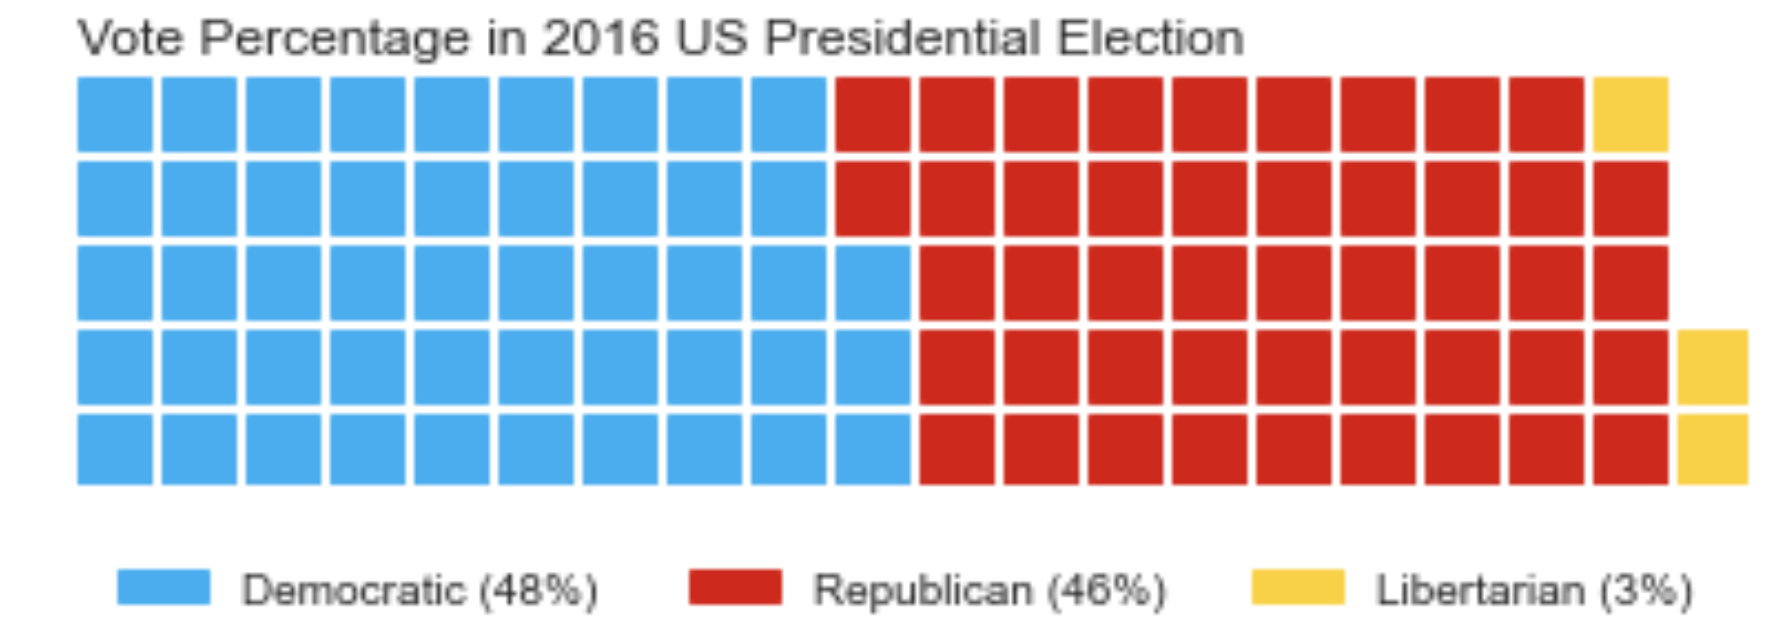 Vote Percentage in 2016 US Presidential Election
Democratic (48%) Republican (46%) Libertarian (3%)